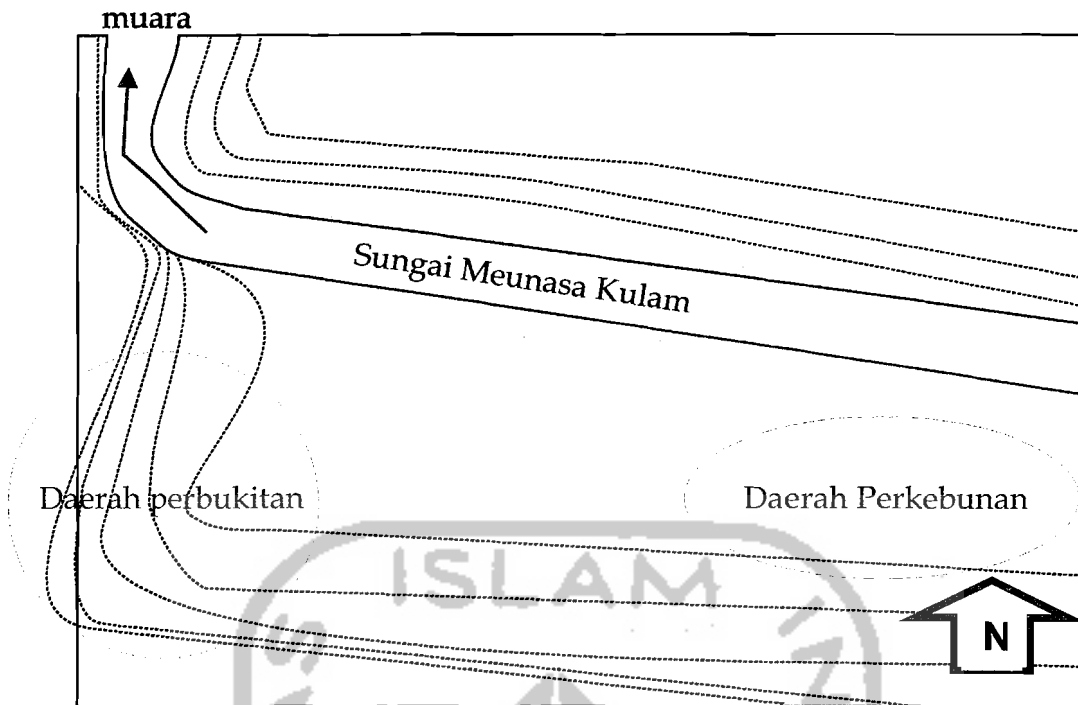 muara
Sungai Meunasa Kulam
Daerah perbukitan
Daerah Perkebunan
ISLAM
N